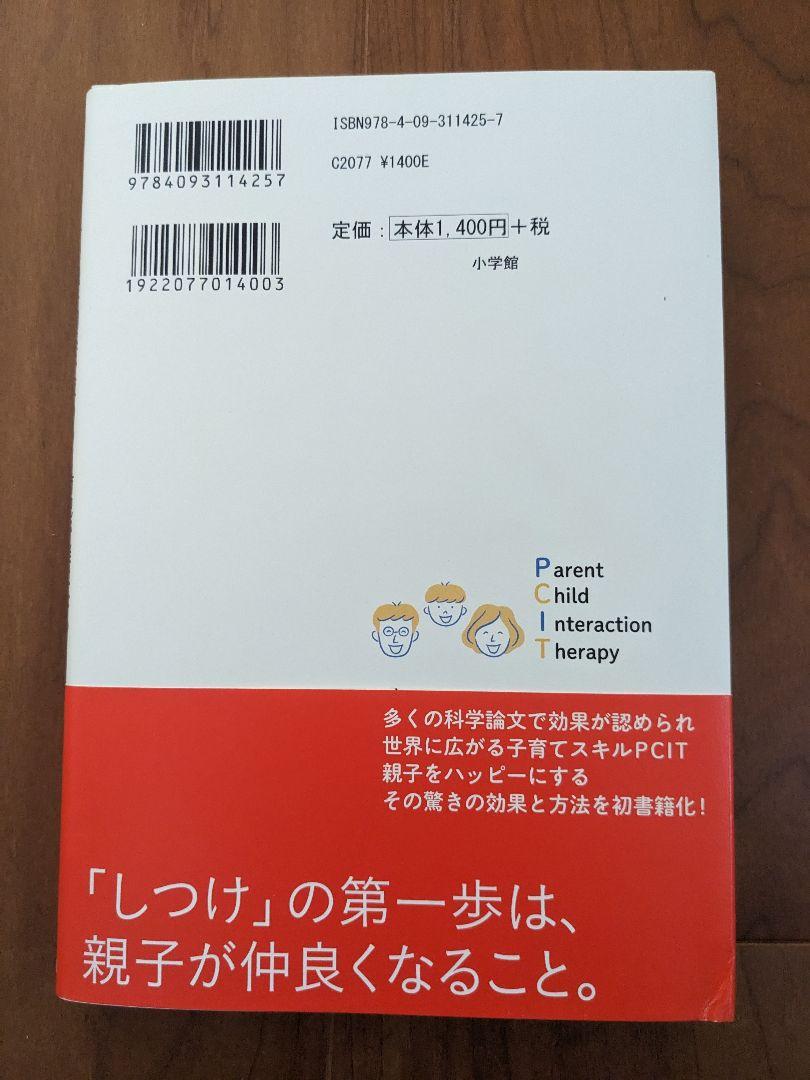 ISBN978-4-09-311425-7
9784093114257
C2077 ¥1400E
定価：本体1,400円＋税
小学館
1922077014003
Parent
Child
Interaction
Therapy
多くの科学論文で効果が認められ
世界に広がる子育てスキルPCIT
親子をハッピーにする
その驚きの効果と方法を初書籍化！
「しつけ」の第一歩は、
親子が仲良くなること。